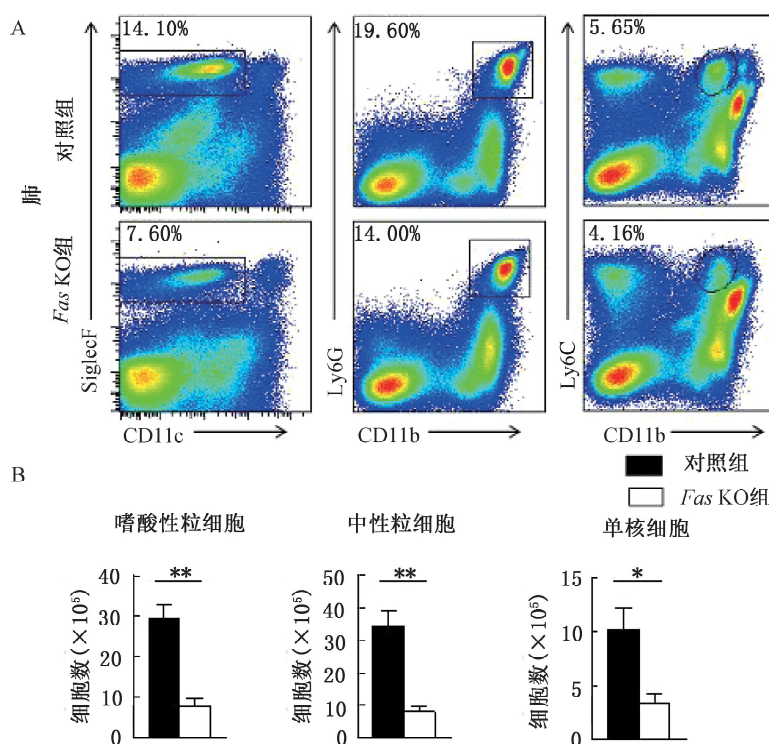 A
14.10%
19.60%
5.65%
肺
对照组
Fas KO组
7.60%
14.00%
4.16%
SiglecF
Ly6G
Ly6C
CD11c
CD11b
CD11b
对照组
Fas KO组
B
嗜酸性粒细胞
中性粒细胞
单核细胞
细胞数(×10⁵)
40
30
20
10
0
**
细胞数(×10⁵)
50
40
30
20
10
0
**
细胞数(×10⁵)
15
10
5
0
*